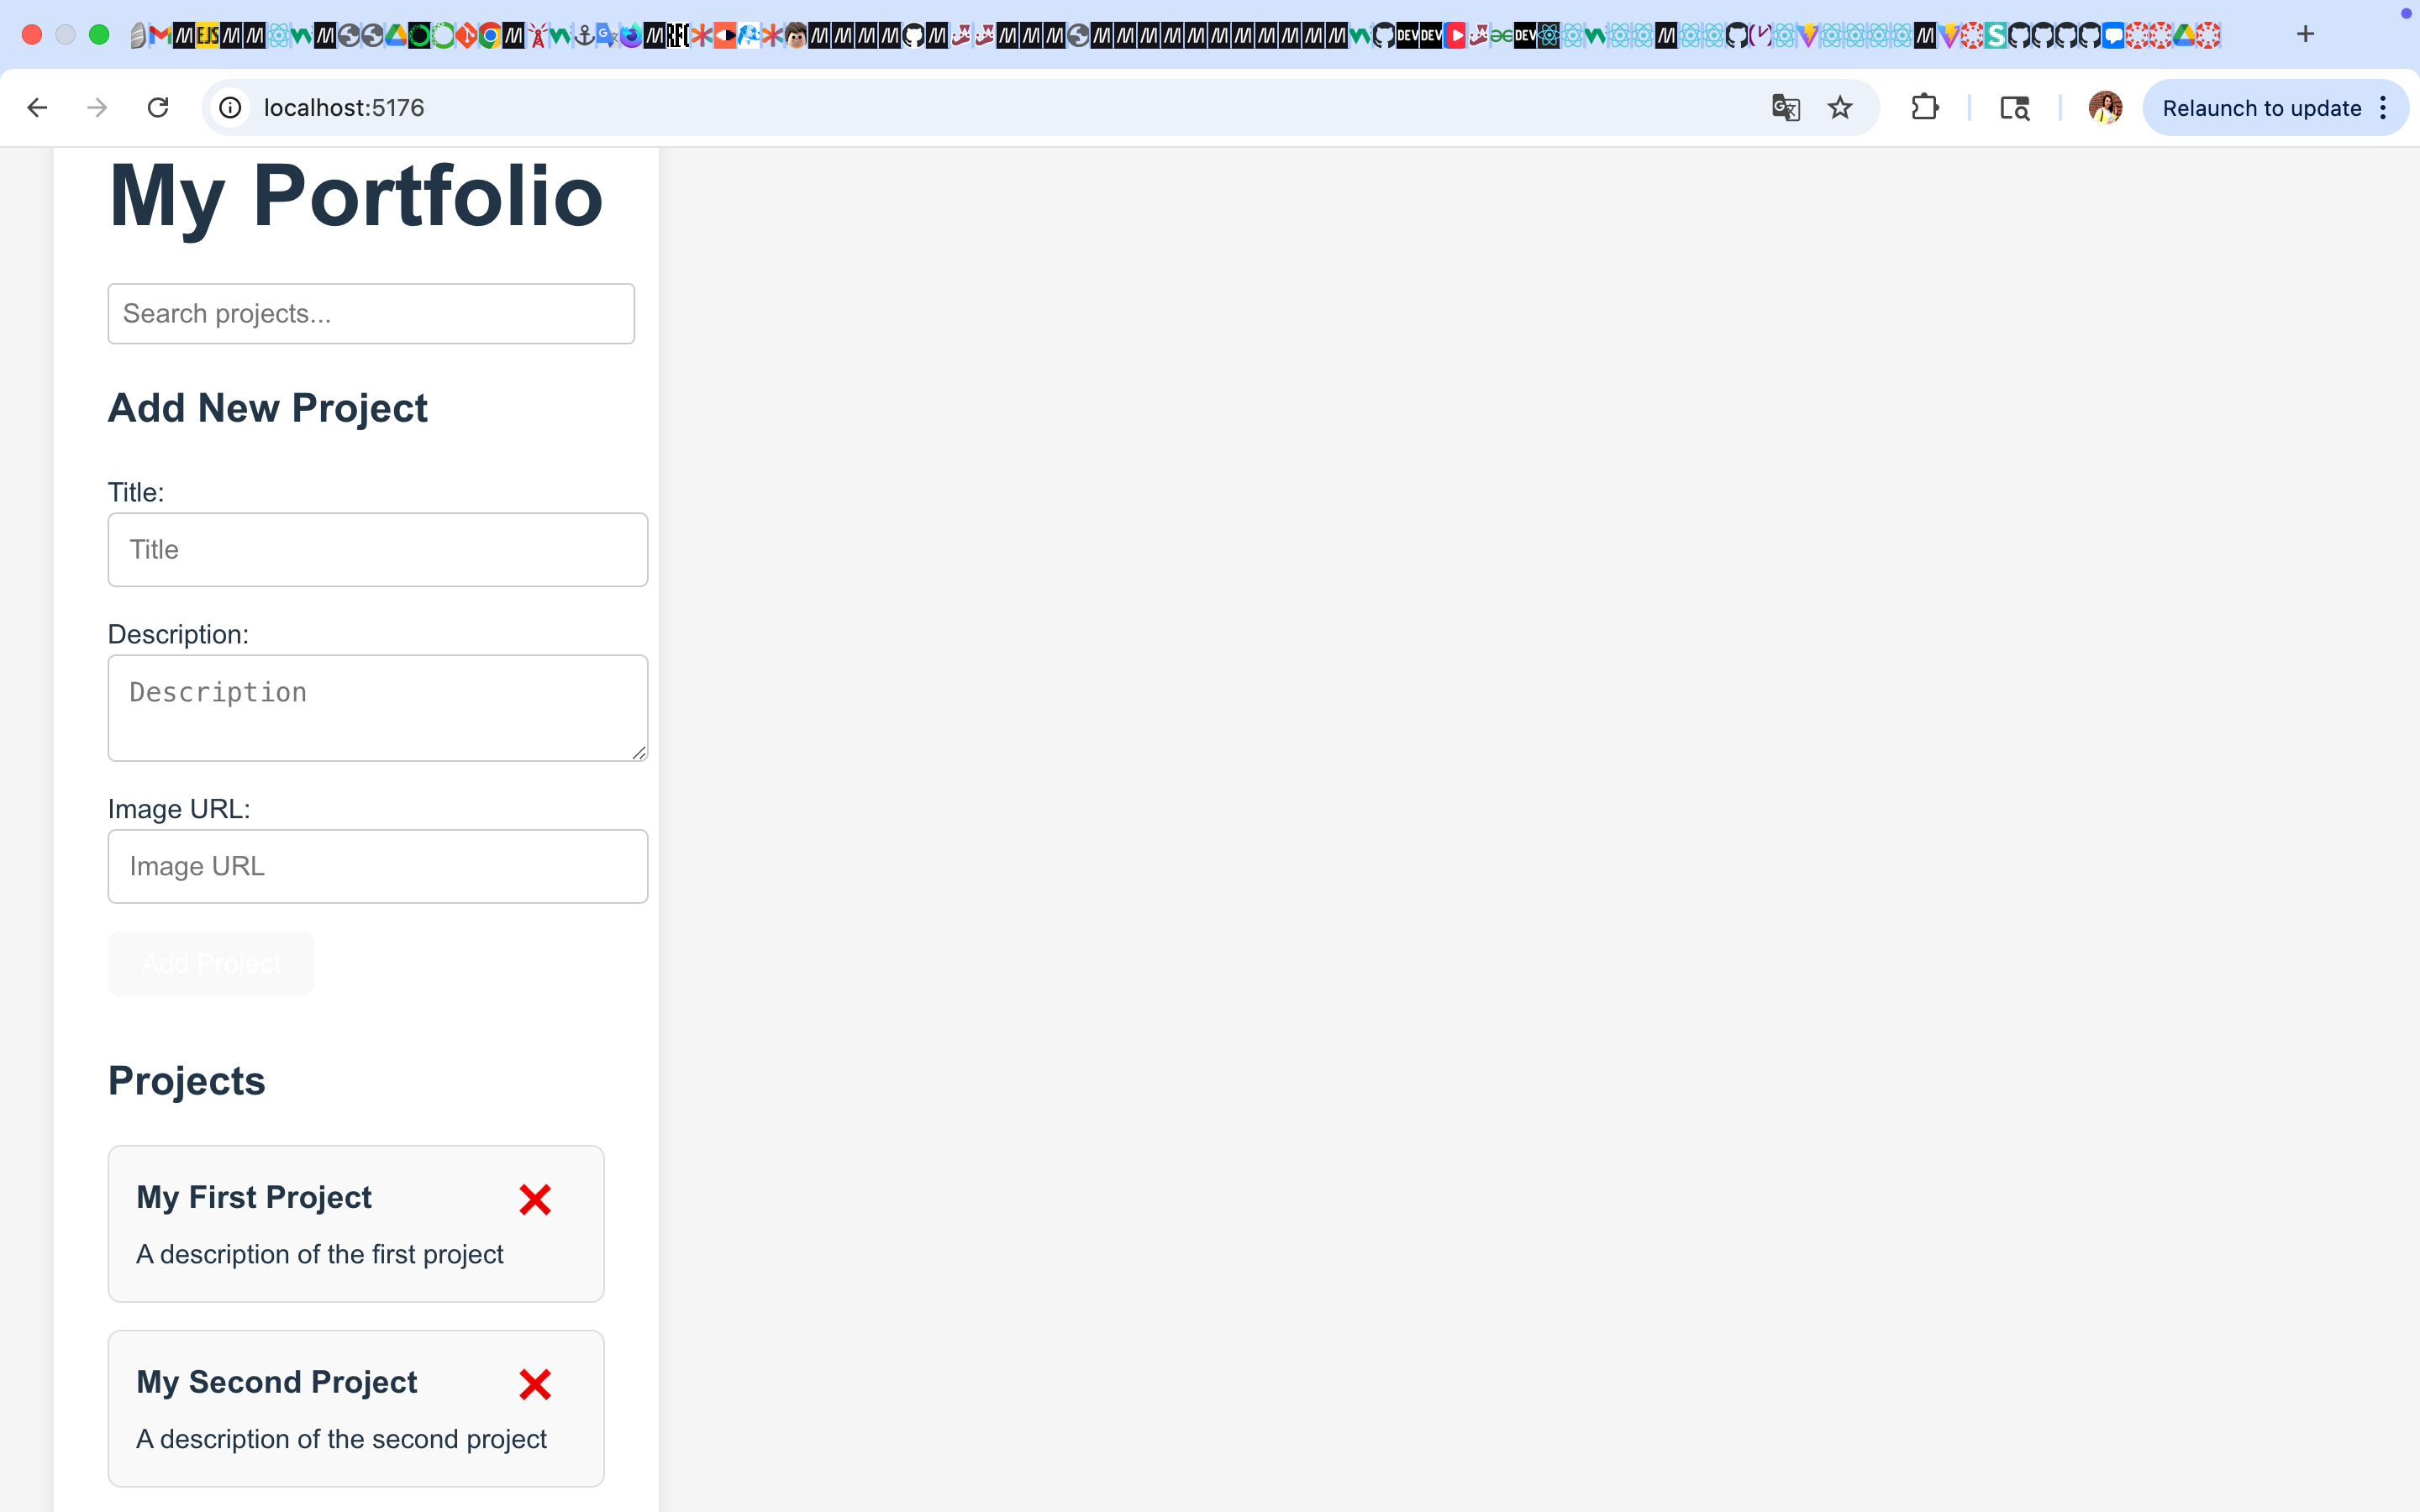 localhost:5176
Relaunch to update
My Portfolio
Search projects...
Add New Project
Title:
Title
Description:
Description
Image URL:
Image URL
Add Project
Projects
My First Project
A description of the first project
My Second Project
A description of the second project